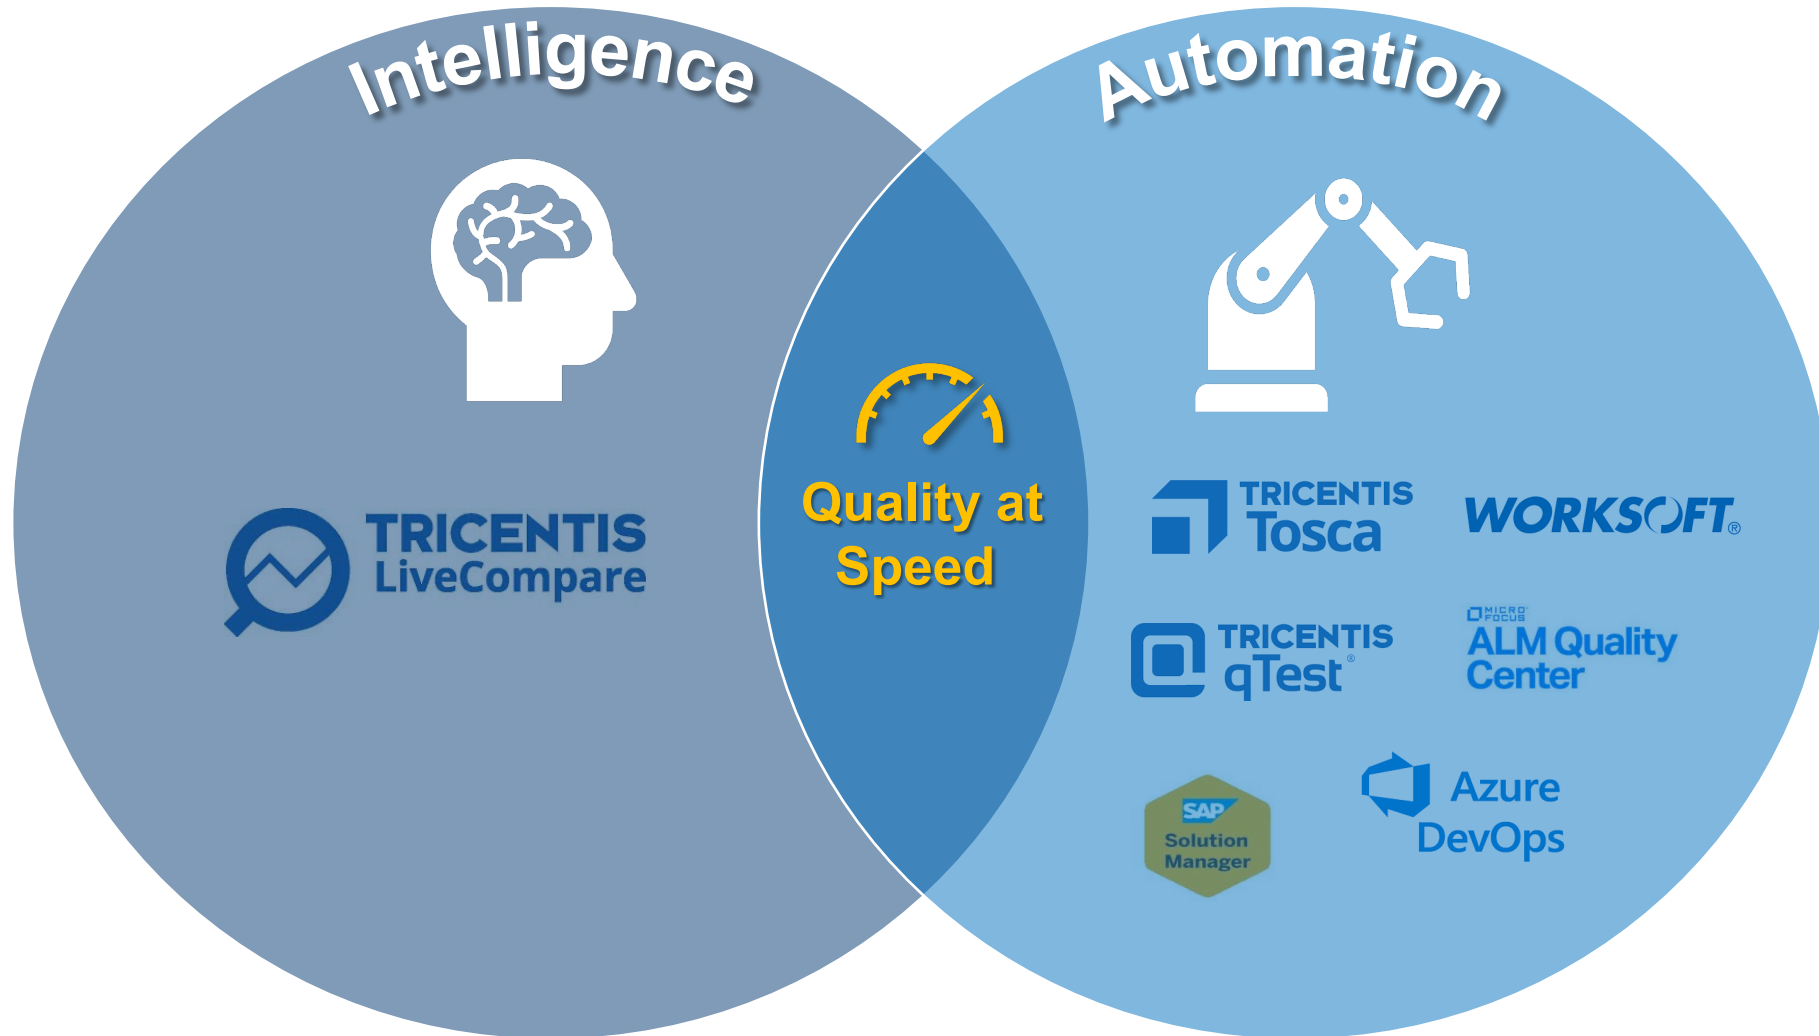 Intelligence
Automation
Quality at
Speed
TRICENTIS
LiveCompare
TRICENTIS
Tosca
WORKSOFT®
TRICENTIS
qTest®
MICRO
FOCUS
ALM Quality
Center
SAP
Solution
Manager
Azure
DevOps